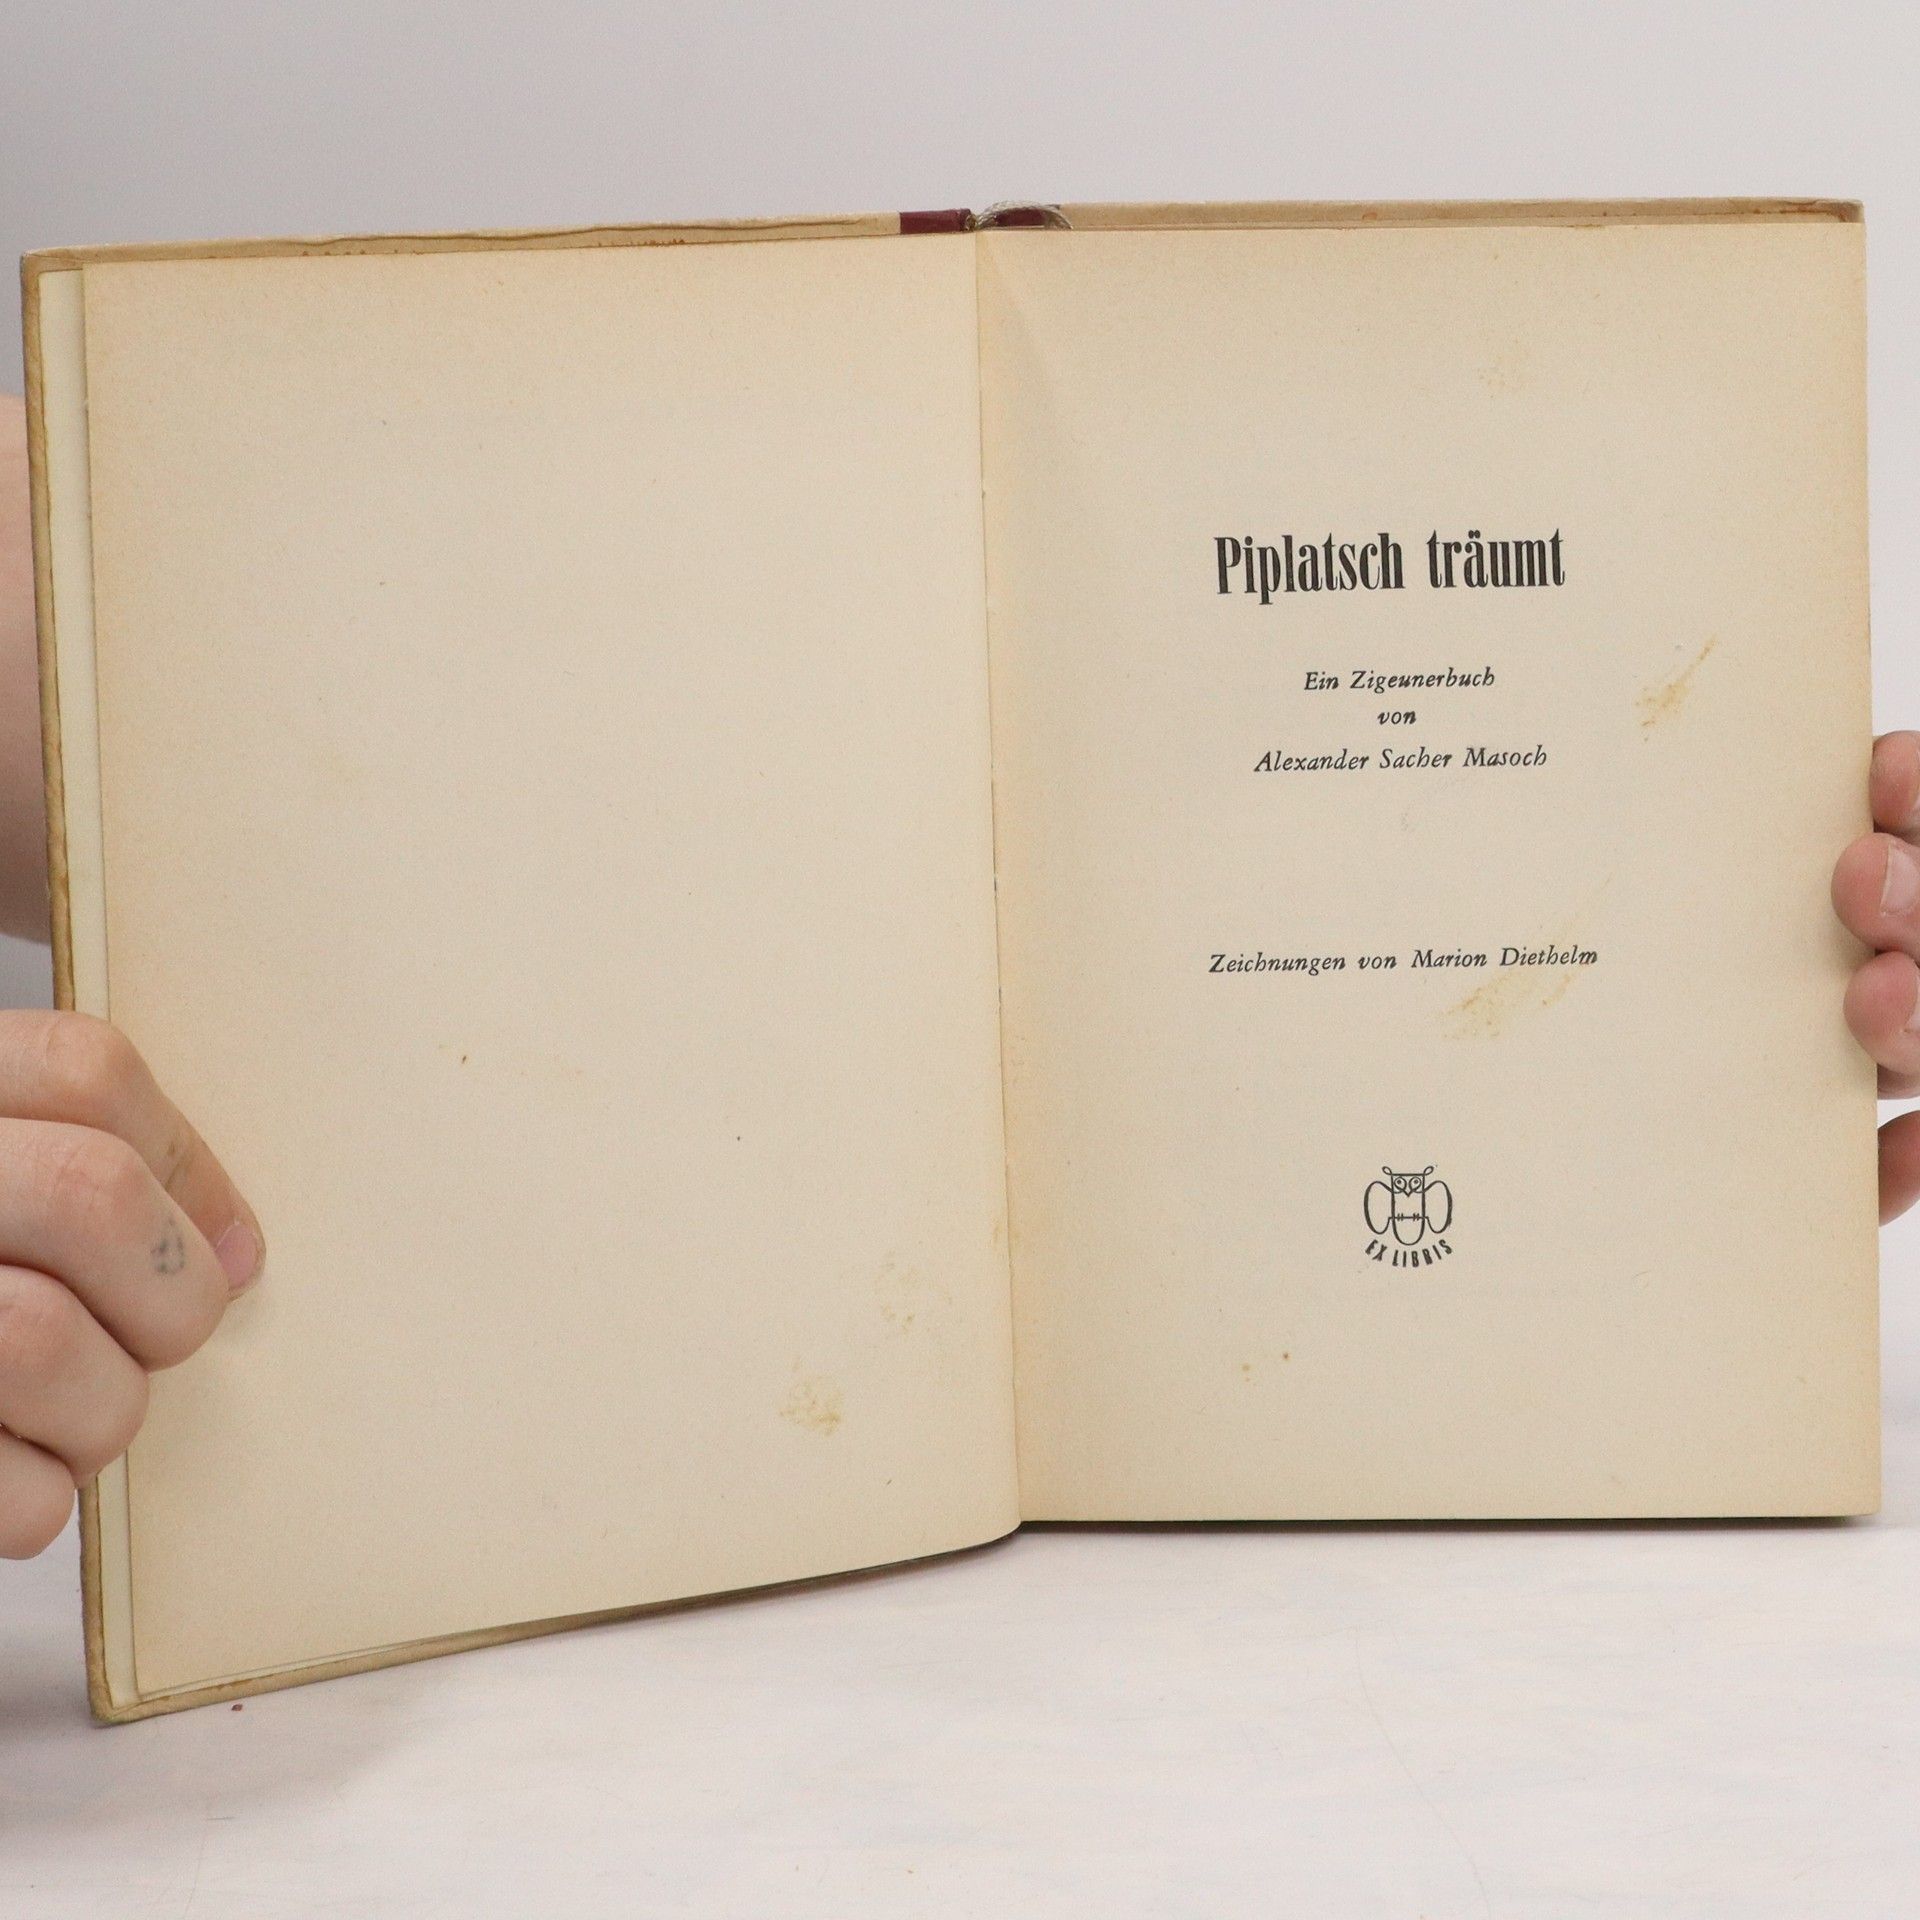 Piplatsch träumt
Ein Zigeunerbuch
von
Alexander Sacher Masoch
Zeichnungen von Marion Diethelm
EX LIBRIS